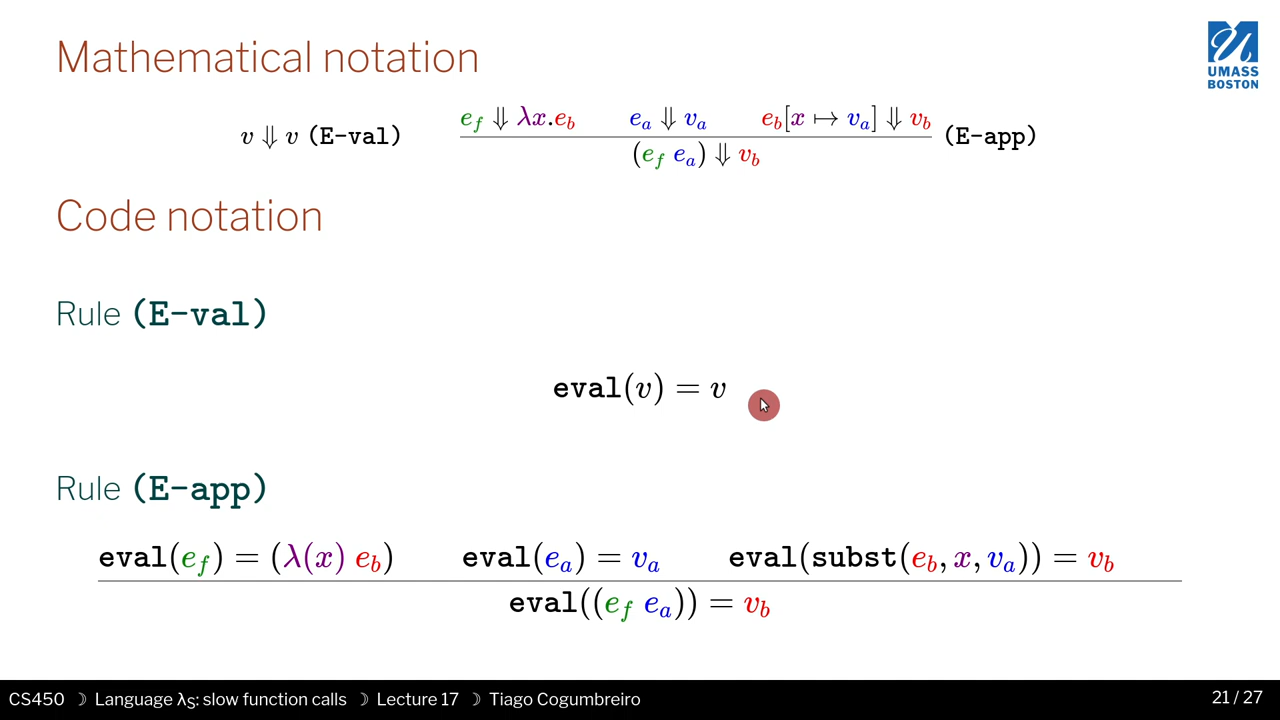 Mathematical notation
UMASS
BOSTON
v ⇓ v (E-val)
e_f ⇓ λx.e_b e_a ⇓ v_a e_b[x ↦ v_a] ⇓ v_b
(e_f e_a) ⇓ v_b
(E-app)
Code notation
Rule (E-val)
eval(v) = v
Rule (E-app)
eval(e_f) = (λ(x) e_b) eval(e_a) = v_a eval(subst(e_b, x, v_a)) = v_b
eval((e_f e_a)) = v_b
CS450 ☽ Language λ_S: slow function calls ☽ Lecture 17 ☽ Tiago Cogumbreiro 21 / 27